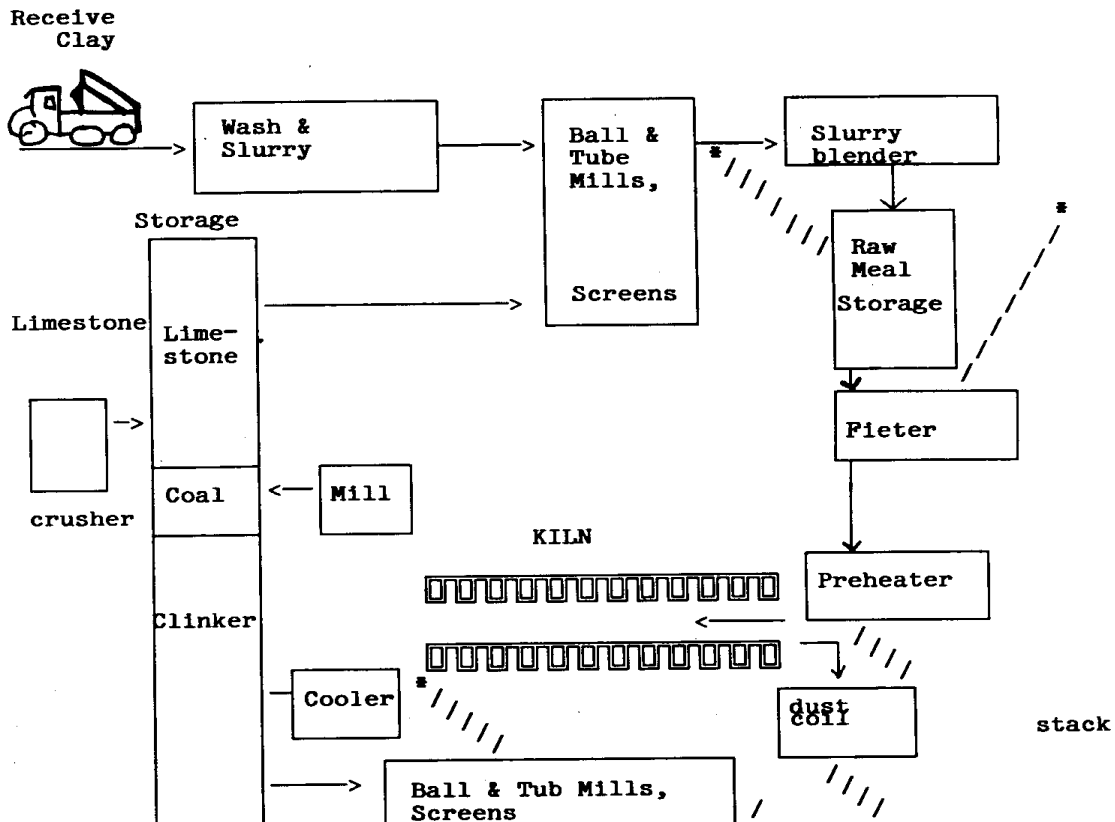 Receive
Clay
Wash &
Slurry
Ball &
Tube
Mills,
Screens
Slurry
blender
Storage
Raw
Meal
Storage
Limestone
Lime-
stone
Fieter
Coal
Mill
crusher
KILN
Preheater
Clinker
Cooler
dust
coil
stack
Ball & Tub Mills,
Screens